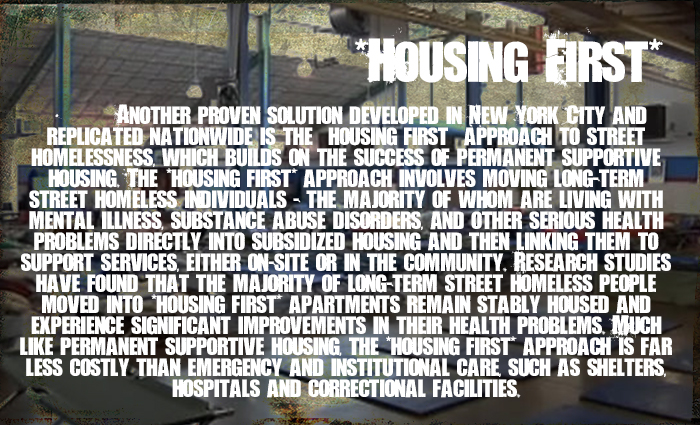 *Housing First*
· Another proven solution developed in New York City and
replicated nationwide is the "housing first" approach to street
homelessness, which builds on the success of permanent supportive
housing. The "housing first" approach involves moving long-term
street homeless individuals - the majority of whom are living with
mental illness, substance abuse disorders, and other serious health
problems directly into subsidized housing and then linking them to
support services, either on-site or in the community. Research studies
have found that the majority of long-term street homeless people
moved into "housing first" apartments remain stably housed and
experience significant improvements in their health problems. Much
like permanent supportive housing, the "housing first" approach is far
less costly than emergency and institutional care, such as shelters,
hospitals and correctional facilities.